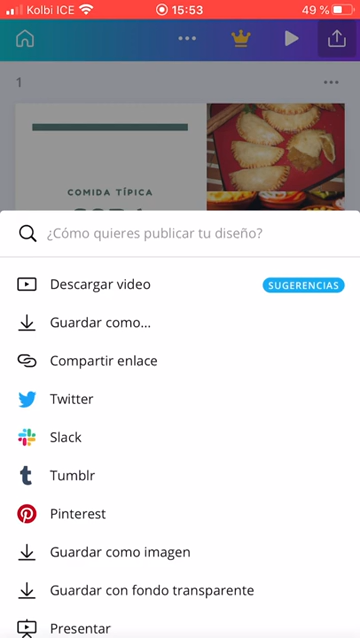 Kolbi ICE 15:53 49 %
1
COMIDA TÍPICA
¿Cómo quieres publicar tu diseño?
Descargar video SUGERENCIAS
Guardar como...
Compartir enlace
Twitter
Slack
Tumblr
Pinterest
Guardar como imagen
Guardar con fondo transparente
Presentar